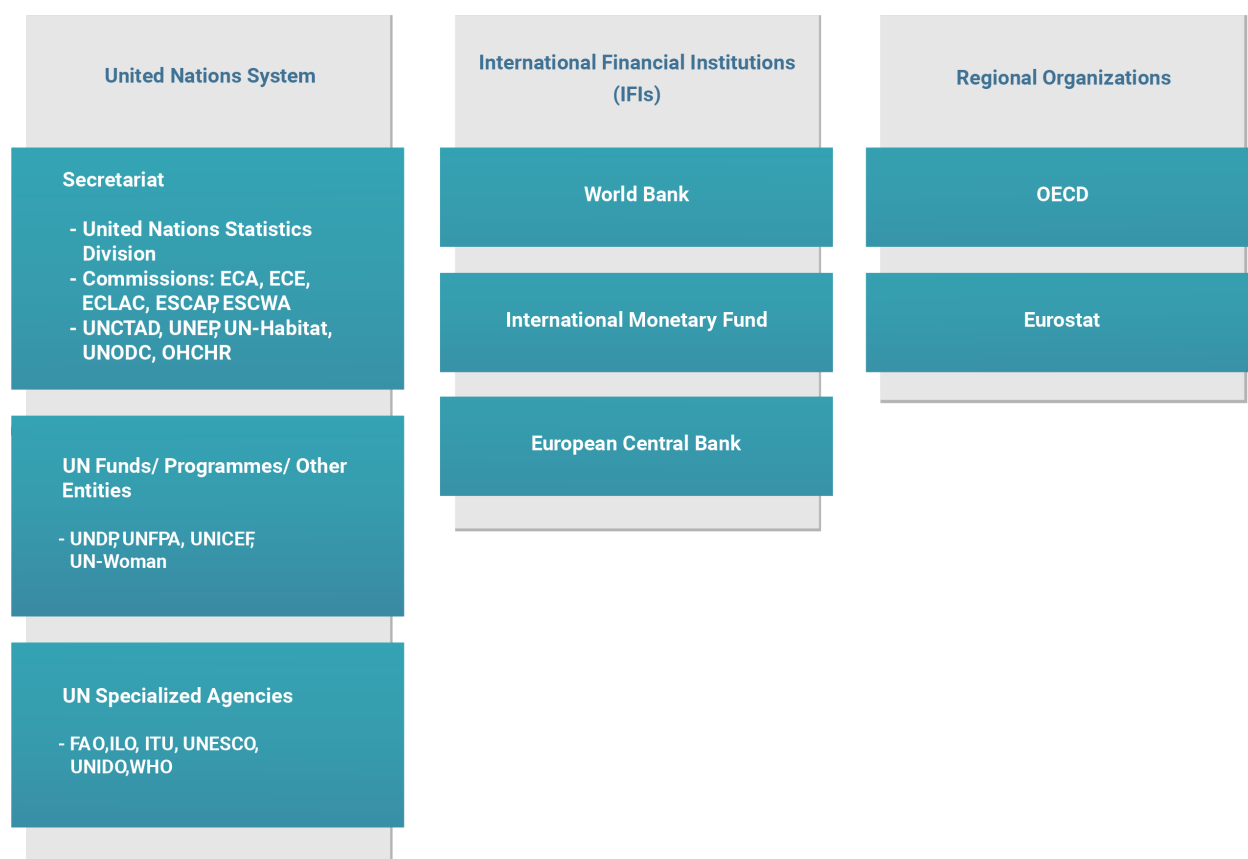 United Nations System
Secretariat
- United Nations Statistics
Division
- Commissions: ECA, ECE,
ECLAC, ESCAP, ESCWA
- UNCTAD, UNEP, UN-Habitat,
UNODC, OHCHR
UN Funds/ Programmes/ Other
Entities
- UNDP, UNFPA, UNICEF,
UN-Woman
UN Specialized Agencies
- FAO,ILO, ITU, UNESCO,
UNIDO,WHO
International Financial Institutions
(IFIs)
World Bank
International Monetary Fund
European Central Bank
Regional Organizations
OECD
Eurostat